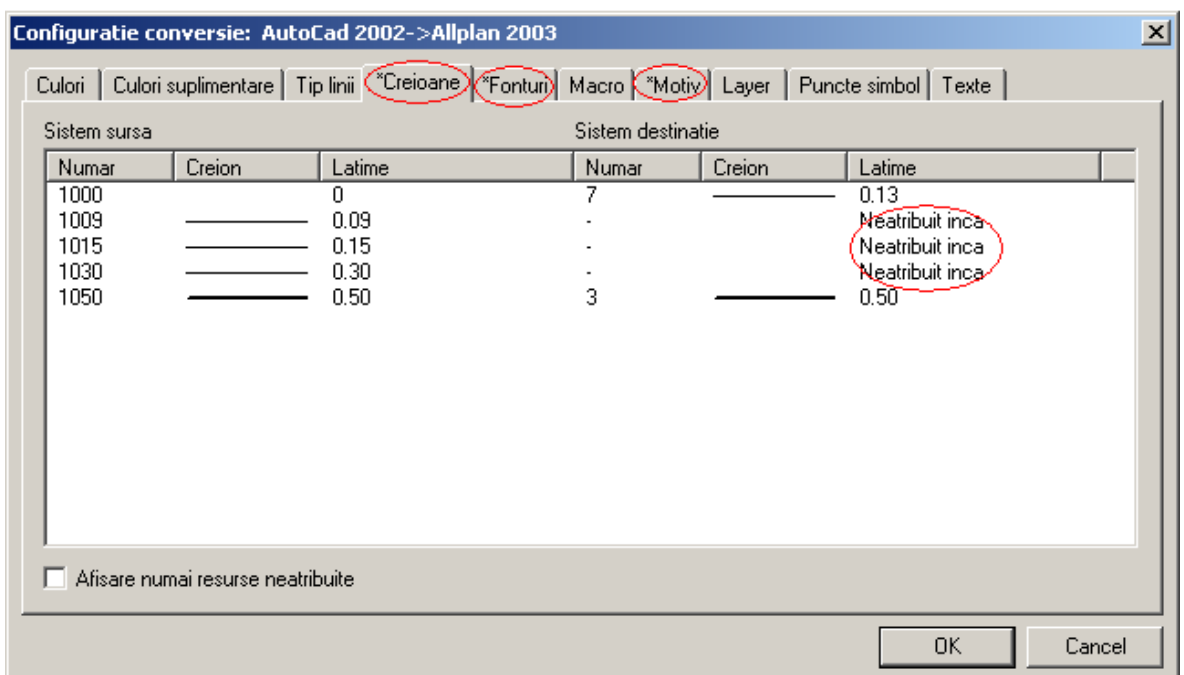 Configuratie conversie: AutoCad 2002->Allplan 2003
Culori Culori suplimentare Tip linii *Creioane *Fonturi Macro *Motiv Layer Puncte simbol Texte
Sistem sursa Sistem destinatie
Numar Creion Latime Numar Creion Latime
1000 0 7 0.13
1009 0.09 - Neatribuit inca
1015 0.15 - Neatribuit inca
1030 0.30 - Neatribuit inca
1050 0.50 3 0.50
Afisare numai resurse neatribuite
OK Cancel